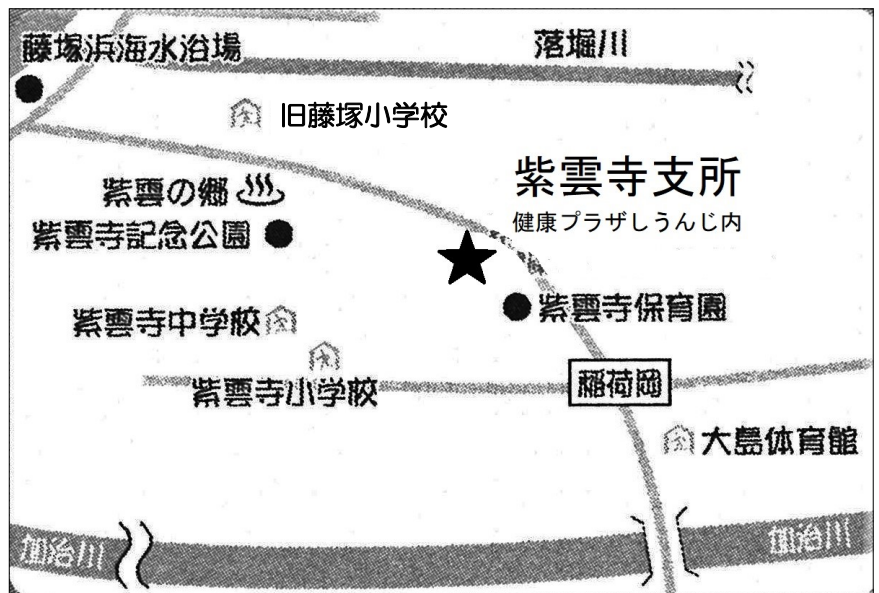 藤塚浜海水浴場
落堀川
旧藤塚小学校
紫雲寺支所
紫雲の郷
健康プラザしうんじ内
紫雲寺記念公園
紫雲寺保育園
紫雲寺中学校
紫雲寺小学校
稲荷岡
大島体育館
加治川
加治川